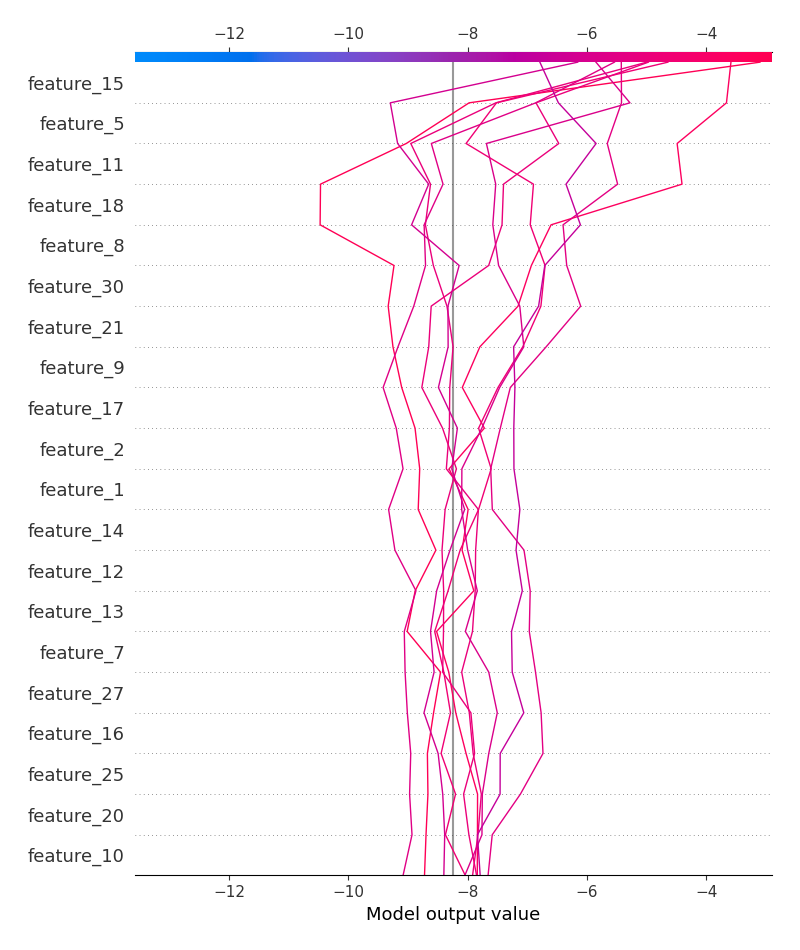 −12 −10 −8 −6 −4
feature_15
feature_5
feature_11
feature_18
feature_8
feature_30
feature_21
feature_9
feature_17
feature_2
feature_1
feature_14
feature_12
feature_13
feature_7
feature_27
feature_16
feature_25
feature_20
feature_10
−12 −10 −8 −6 −4
Model output value